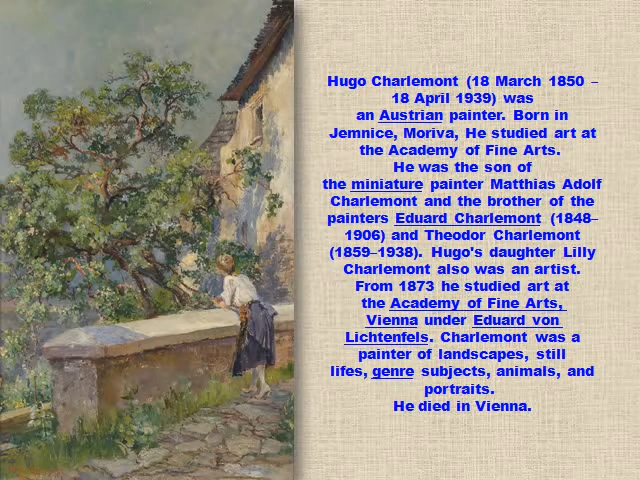 Hugo Charlemont (18 March 1850 –
18 April 1939) was
an Austrian painter. Born in
Jemnice, Moriva, He studied art at
the Academy of Fine Arts.
He was the son of
the miniature painter Matthias Adolf
Charlemont and the brother of the
painters Eduard Charlemont (1848–
1906) and Theodor Charlemont
(1859–1938). Hugo's daughter Lilly
Charlemont also was an artist.
From 1873 he studied art at
the Academy of Fine Arts,
Vienna under Eduard von
Lichtenfels. Charlemont was a
painter of landscapes, still
lifes, genre subjects, animals, and
portraits.
He died in Vienna.